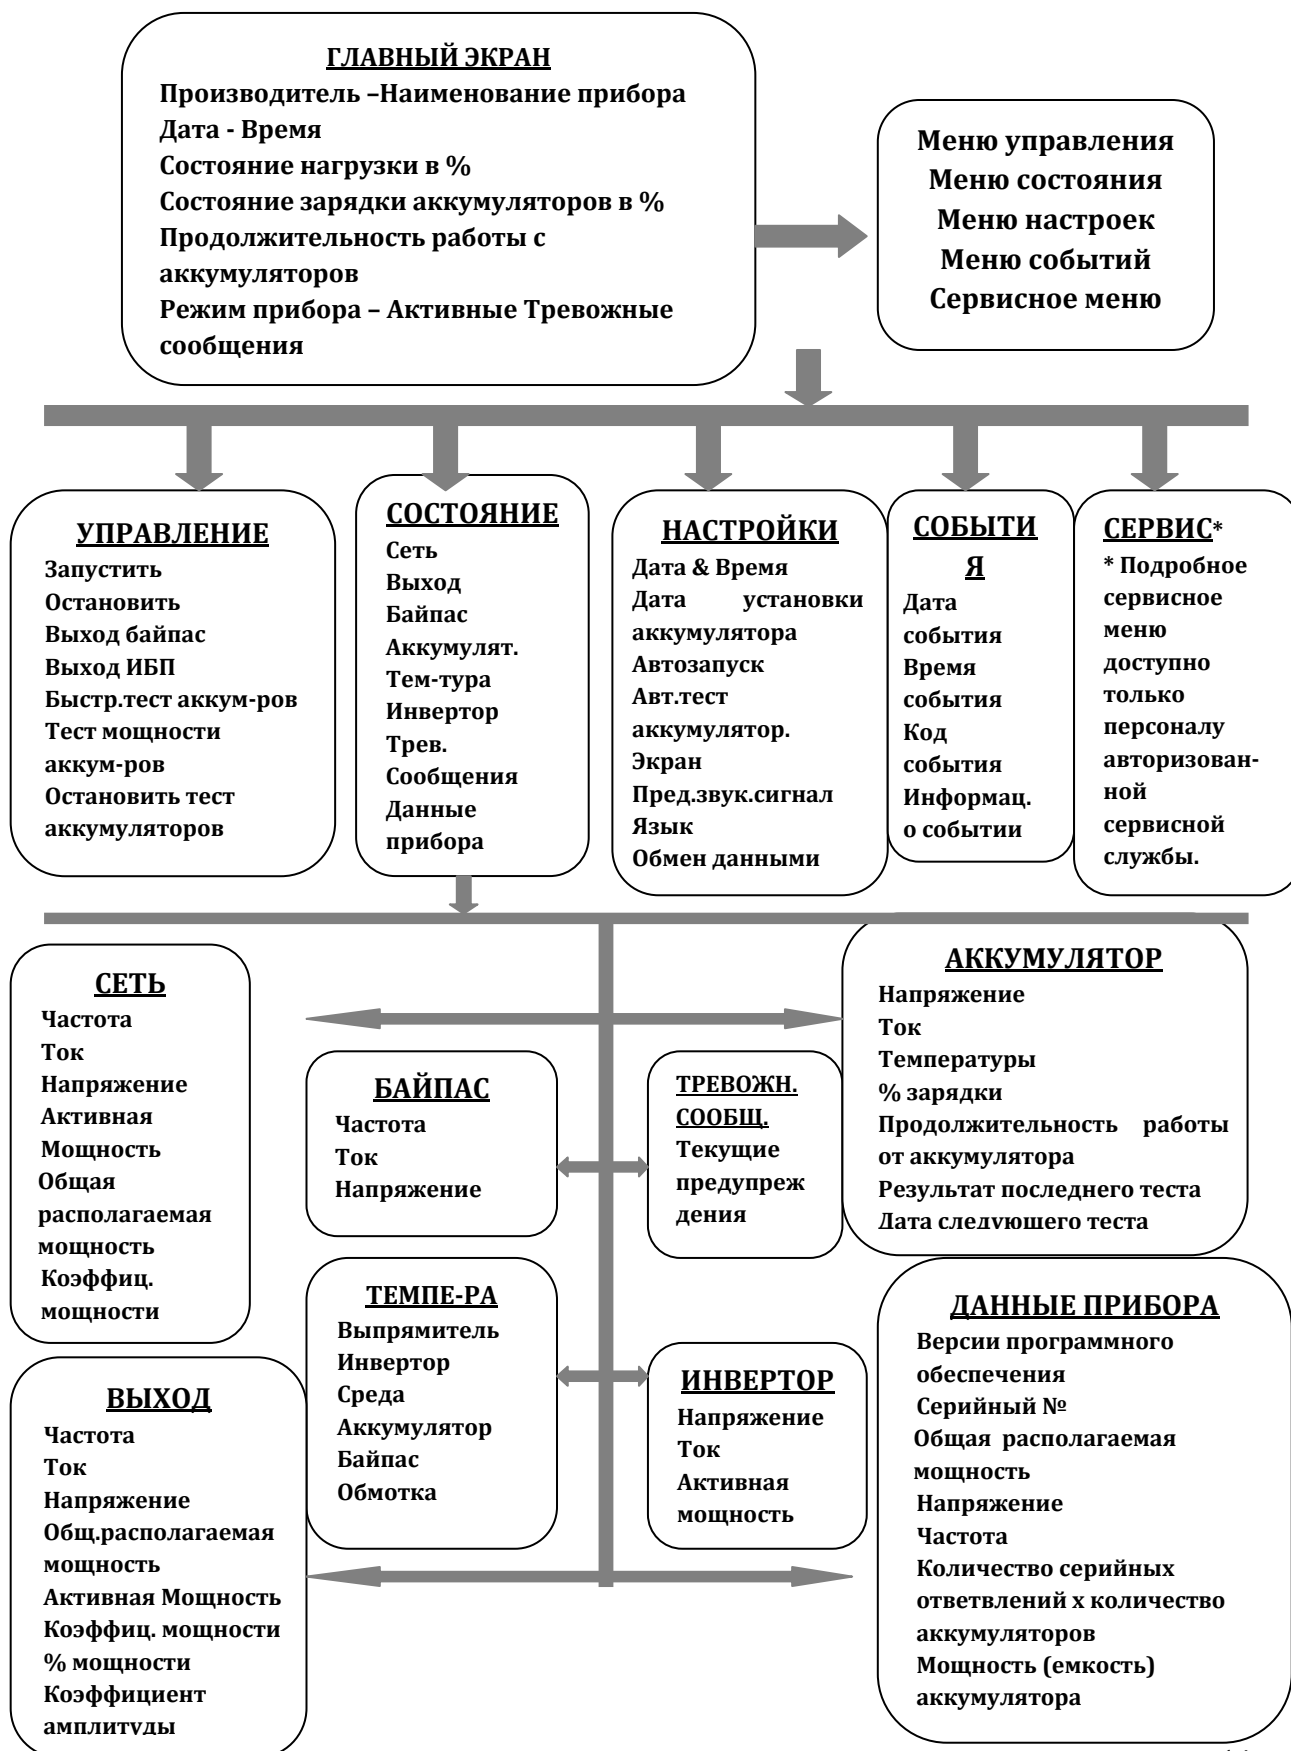 ГЛАВНЫЙ ЭКРАН
Производитель –Наименование прибора
Дата - Время
Состояние нагрузки в %
Состояние зарядки аккумуляторов в %
Продолжительность работы с
аккумуляторов
Режим прибора – Активные Тревожные
сообщения
Меню управления
Меню состояния
Меню настроек
Меню событий
Сервисное меню
УПРАВЛЕНИЕ
Запустить
Остановить
Выход байпас
Выход ИБП
Быстр.тест аккум-ров
Тест мощности
аккум-ров
Остановить тест
аккумуляторов
СОСТОЯНИЕ
Сеть
Выход
Байпас
Аккумулят.
Тем-тура
Инвертор
Трев.
Сообщения
Данные
прибора
НАСТРОЙКИ
Дата & Время
Дата установки
аккумулятора
Автозапуск
Авт.тест
аккумулятор.
Экран
Пред.звук.сигнал
Язык
Обмен данными
СОБЫТИ
Я
Дата
события
Время
события
Код
события
Информац.
о событии
СЕРВИС*
* Подробное
сервисное
меню
доступно
только
персоналу
авторизован-
ной
сервисной
службы.
СЕТЬ
Частота
Ток
Напряжение
Активная
Мощность
Общая
располагаемая
мощность
Коэффиц.
мощности
БАЙПАС
Частота
Ток
Напряжение
ТРЕВОЖН.
СООБЩ.
Текущие
предупреж
дения
АККУМУЛЯТОР
Напряжение
Ток
Температуры
% зарядки
Продолжительность работы
от аккумулятора
Результат последнего теста
Дата следующего теста
ВЫХОД
Частота
Ток
Напряжение
Общ.располагаемая
мощность
Активная Мощность
Коэффиц. мощности
% мощности
Коэффициент
амплитуды
ТЕМПЕ-РА
Выпрямитель
Инвертор
Среда
Аккумулятор
Байпас
Обмотка
ИНВЕРТОР
Напряжение
Ток
Активная
мощность
ДАННЫЕ ПРИБОРА
Версии программного
обеспечения
Серийный №
Общая располагаемая
мощность
Напряжение
Частота
Количество серийных
ответвлений x количество
аккумуляторов
Мощность (емкость)
аккумулятора